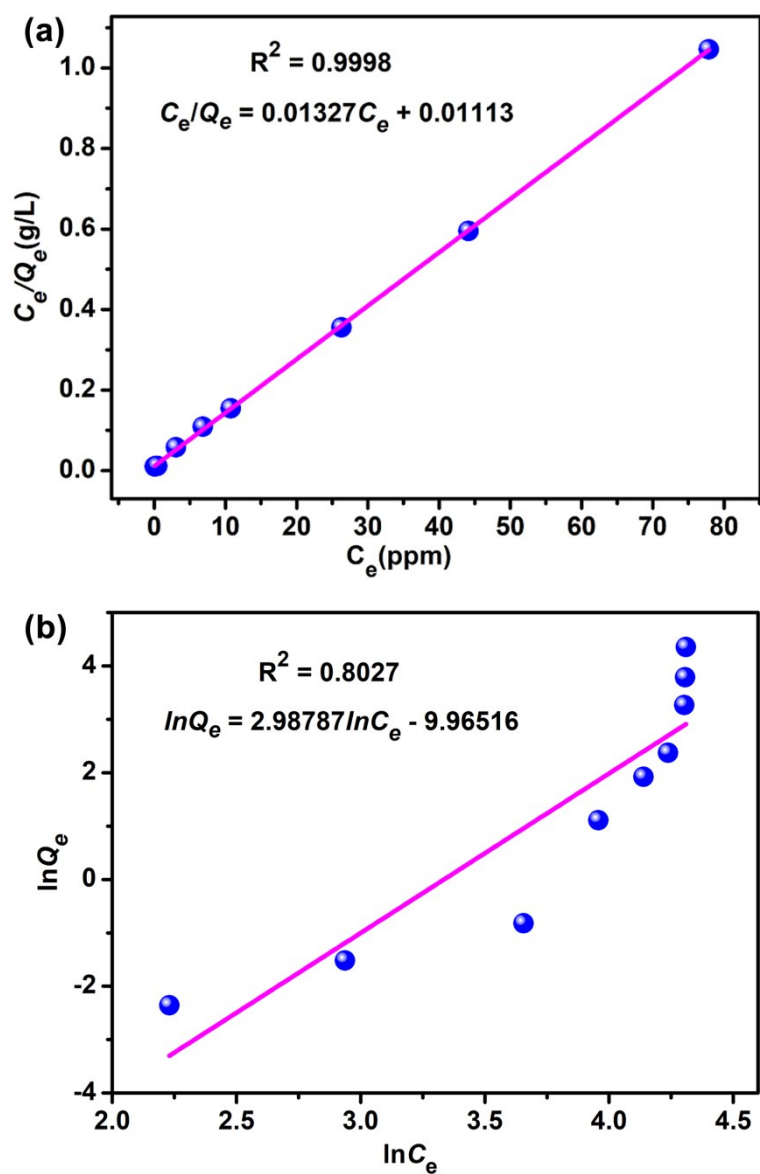 (a)
R² = 0.9998
Cₑ/Qₑ = 0.01327Cₑ + 0.01113
Cₑ/Qₑ(g/L)
1.0
0.8
0.6
0.4
0.2
0.0
0 10 20 30 40 50 60 70 80
Cₑ(ppm)
(b)
R² = 0.8027
lnQₑ = 2.98787lnCₑ - 9.96516
lnQₑ
4
2
0
-2
-4
2.0 2.5 3.0 3.5 4.0 4.5
lnCₑ